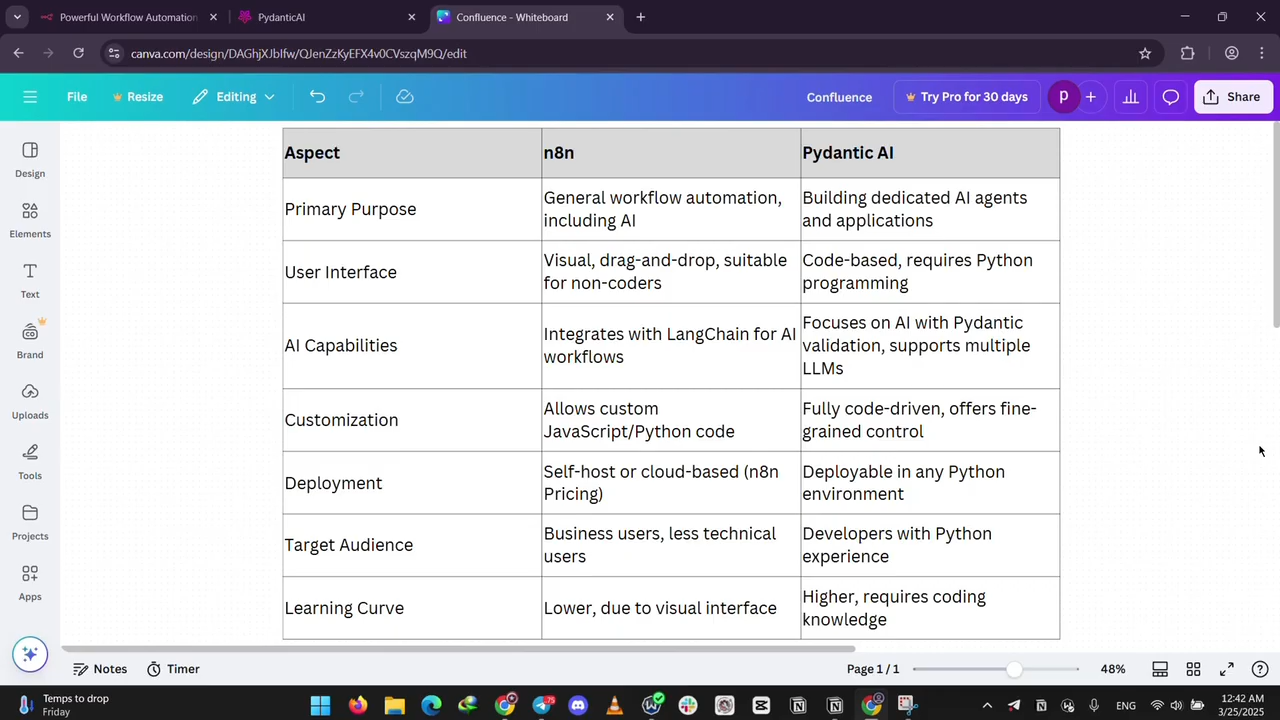 Powerful Workflow Automation
PydanticAI
Confluence - Whiteboard
canva.com/design/DAGhjXJbIfw/QJenZzKyEFX4v0CVszqM9Q/edit
File
Resize
Editing
Confluence
Try Pro for 30 days
P
Share
Design
Elements
Text
Brand
Uploads
Tools
Projects
Apps
Aspect
n8n
Pydantic AI
Primary Purpose
General workflow automation,
including AI
Building dedicated AI agents
and applications
User Interface
Visual, drag-and-drop, suitable
for non-coders
Code-based, requires Python
programming
AI Capabilities
Integrates with LangChain for AI
workflows
Focuses on AI with Pydantic
validation, supports multiple
LLMs
Customization
Allows custom
JavaScript/Python code
Fully code-driven, offers fine-
grained control
Deployment
Self-host or cloud-based (n8n
Pricing)
Deployable in any Python
environment
Target Audience
Business users, less technical
users
Developers with Python
experience
Learning Curve
Lower, due to visual interface
Higher, requires coding
knowledge
Notes
Timer
Page 1 / 1
48%
Temps to drop
Friday
75
ENG
12:42 AM
3/25/2025